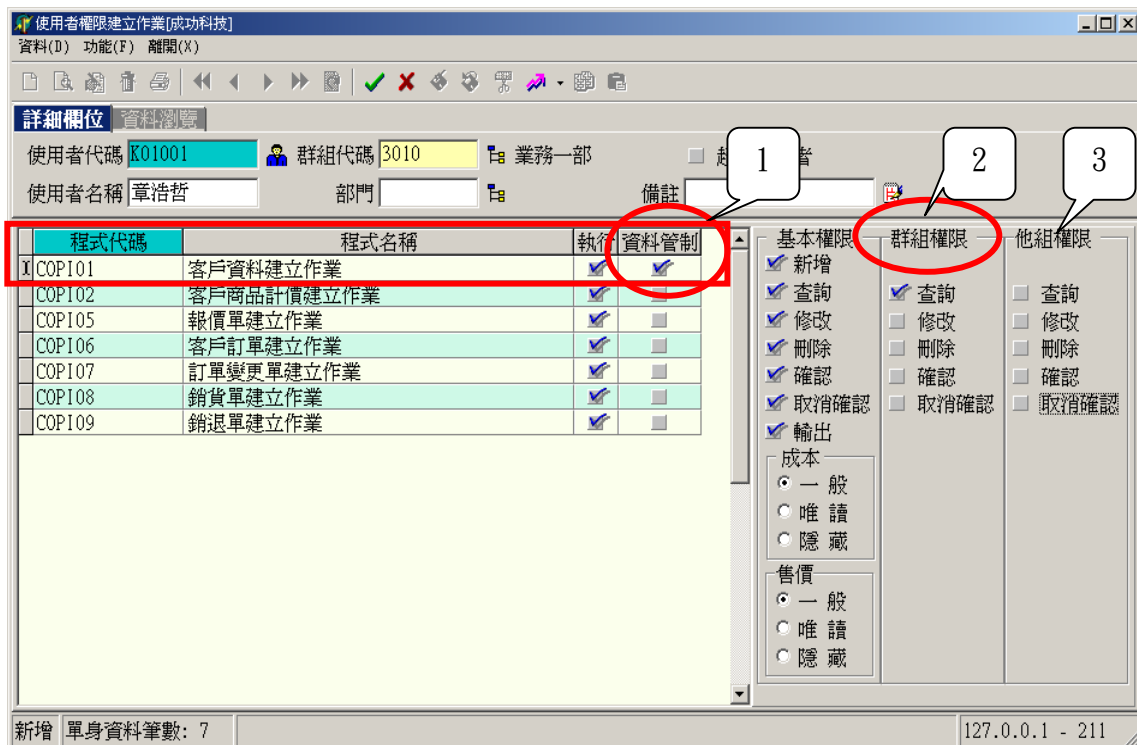 使用者權限建立作業[成功科技]
資料(D) 功能(F) 離開(X)
詳細欄位 資料瀏覽
使用者代碼 K01001 群組代碼 3010 業務一部 者
使用者名稱 章浩哲 部門 備註
1
2
3
程式代碼 程式名稱 執行 資料管制
COPI01 客戶資料建立作業
COPI02 客戶商品計價建立作業
COPI05 報價單建立作業
COPI06 客戶訂單建立作業
COPI07 訂單變更單建立作業
COPI08 銷貨單建立作業
COPI09 銷退單建立作業
基本權限 群組權限 他組權限
新增
查詢 查詢 查詢
修改 修改 修改
刪除 刪除 刪除
確認 確認 確認
取消確認 取消確認 取消確認
輸出
成本
一 般
唯 讀
隱 藏
售價
一 般
唯 讀
隱 藏
新增 單身資料筆數: 7 127.0.0.1 - 211